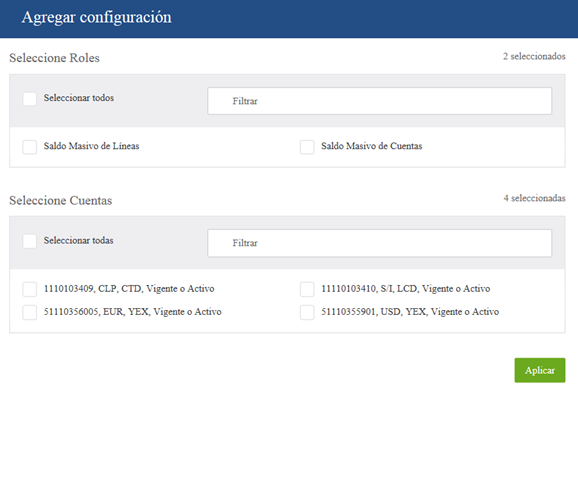 Agregar configuración
Seleccione Roles
2 seleccionados
Seleccionar todos
Filtrar
Saldo Masivo de Líneas
Saldo Masivo de Cuentas
Seleccione Cuentas
4 seleccionadas
Seleccionar todas
Filtrar
1110103409, CLP, CTD, Vigente o Activo
11110103410, S/I, LCD, Vigente o Activo
51110356005, EUR, YEX, Vigente o Activo
51110355901, USD, YEX, Vigente o Activo
Aplicar